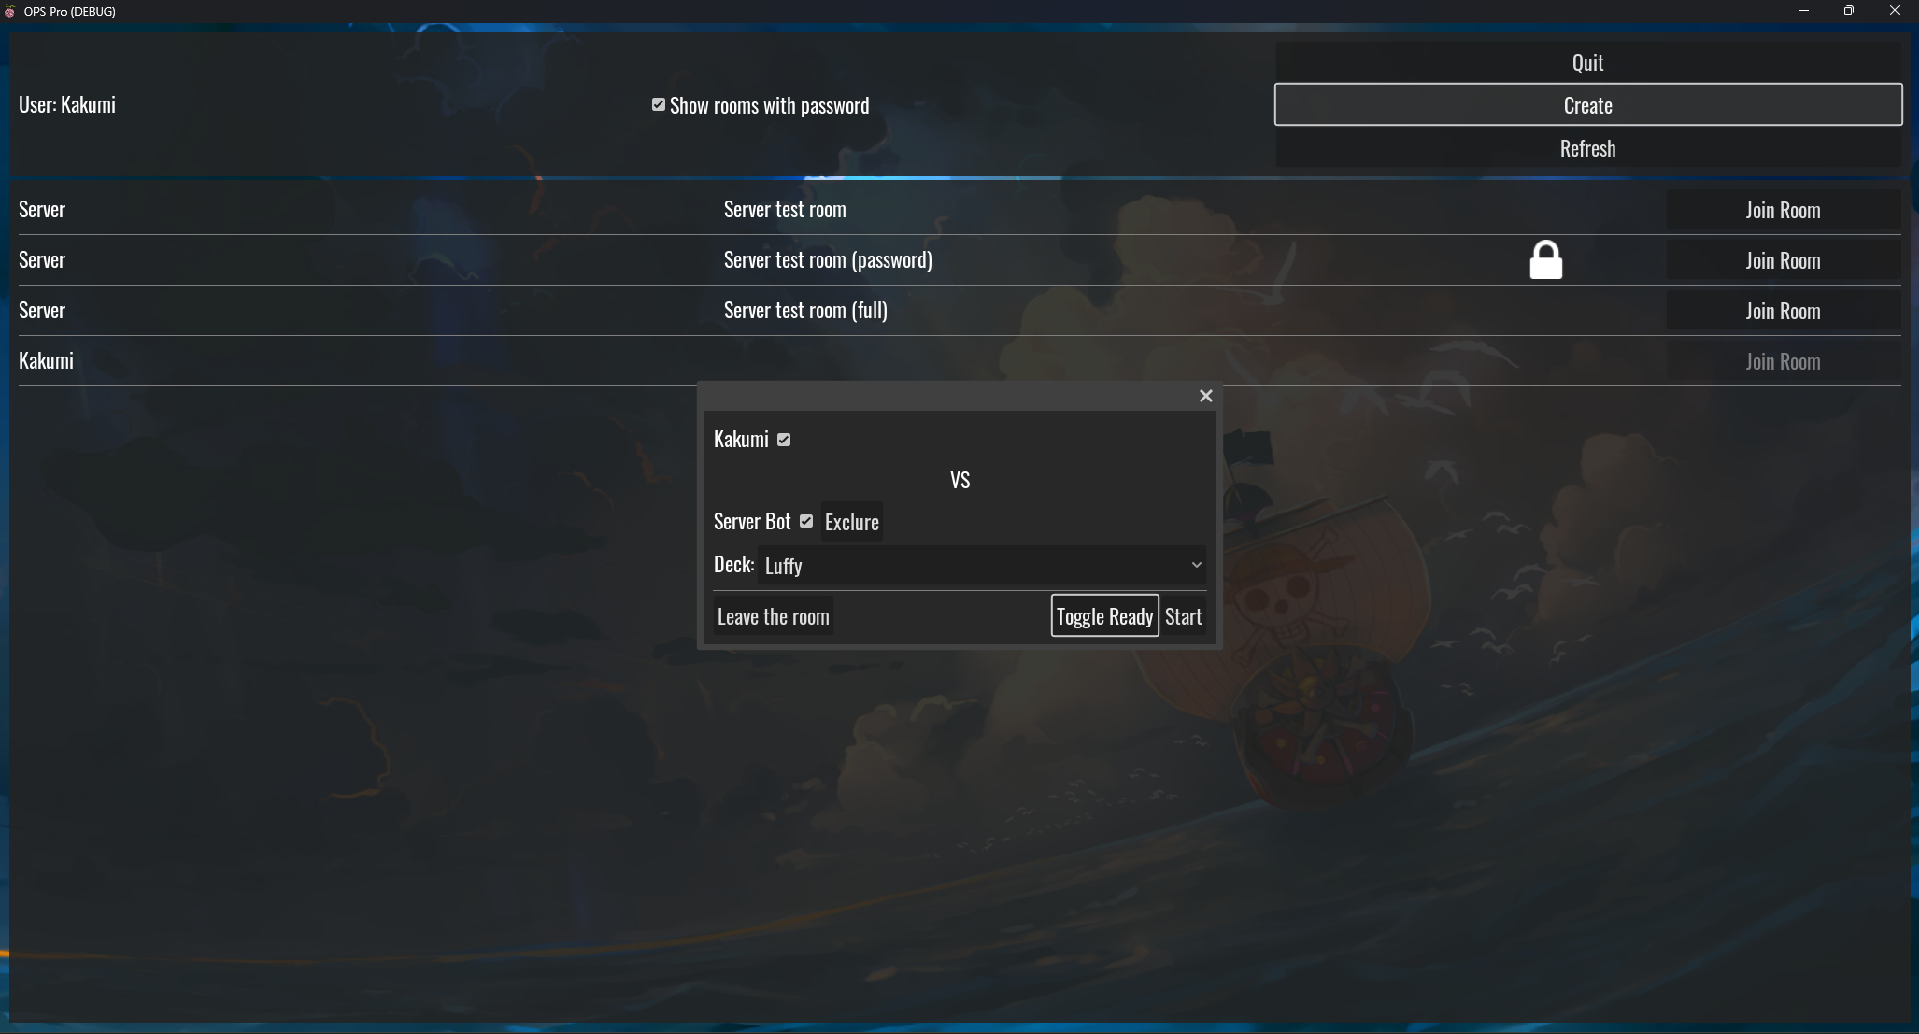 OPS Pro (DEBUG)
Quit
User: Kakumi
Show rooms with password
Create
Refresh
Server
Server test room
Join Room
Server
Server test room (password)
Join Room
Server
Server test room (full)
Join Room
Kakumi
Join Room
Kakumi
VS
Server Bot
Exclure
Deck:
Luffy
Leave the room
Toggle Ready
Start